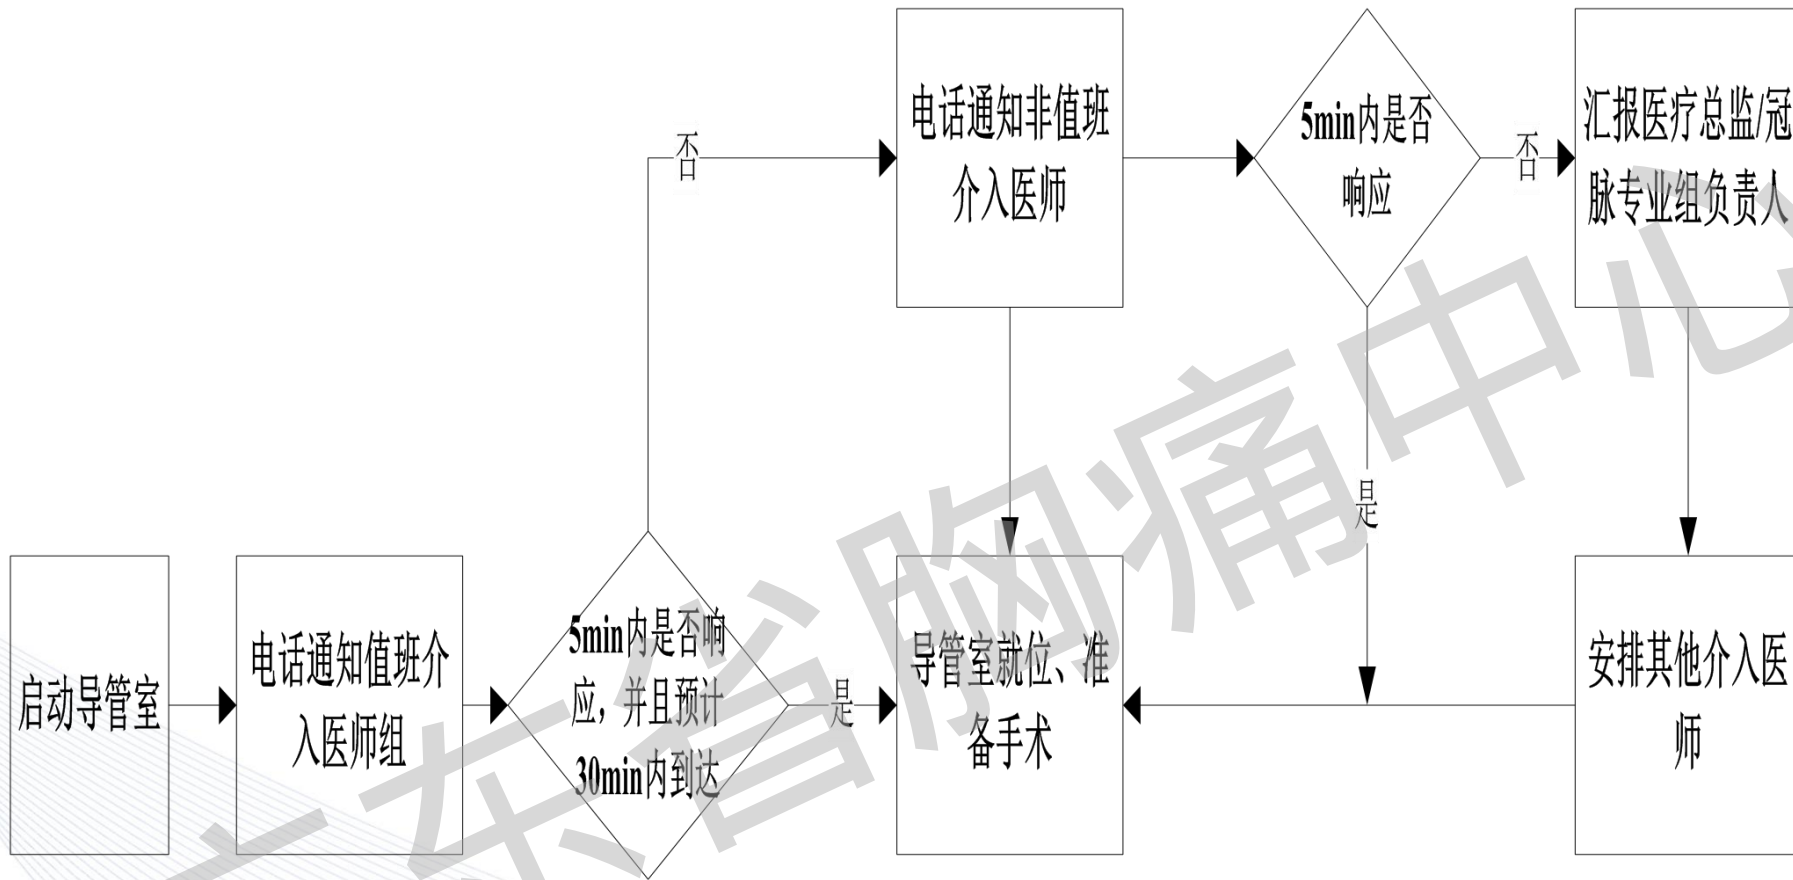 电话通知非值班
介入医师
5min内是否
响应
汇报医疗总监/冠
脉专业组负责人
否
否
是
启动导管室
电话通知值班介
入医师组
5min内是否响
应，并且预计
30min内到达
是
导管室就位、准
备手术
安排其他介入医
师
广东省胸痛中心